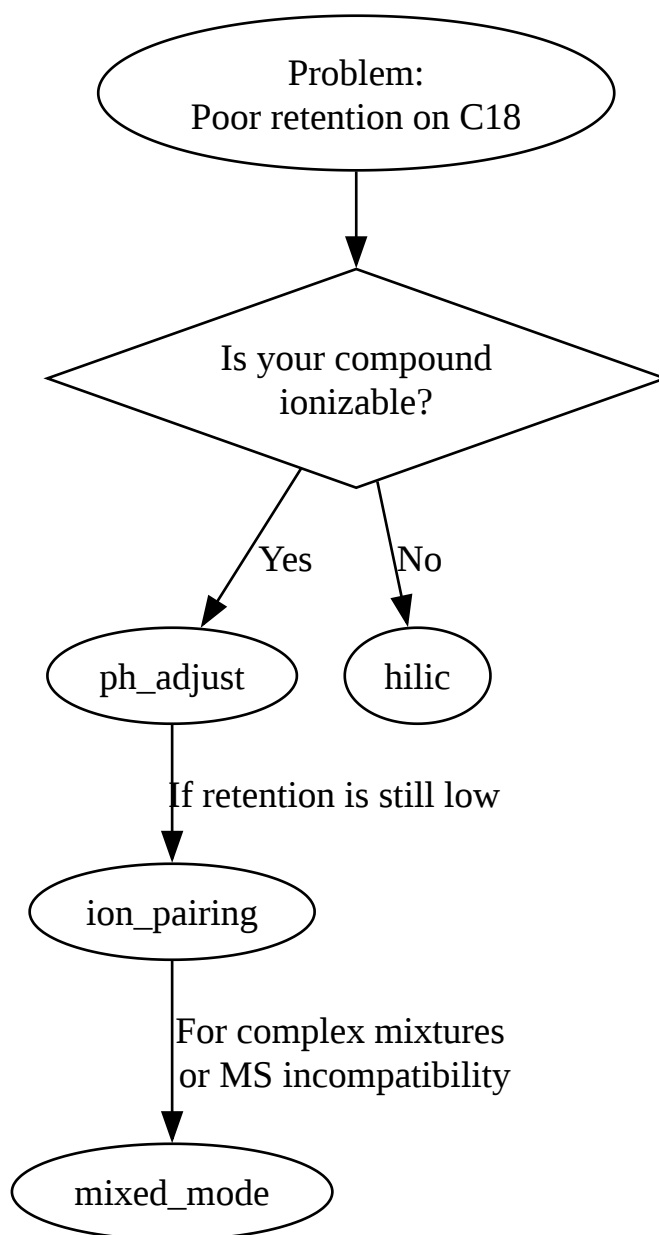 Problem:
Poor retention on C18
Is your compound
ionizable?
Yes
No
ph_adjust
hilic
If retention is still low
ion_pairing
For complex mixtures
or MS incompatibility
mixed_mode